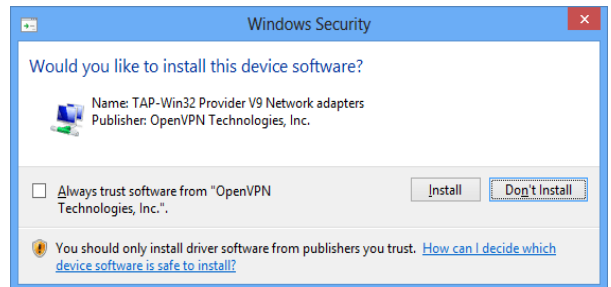 Windows Security
Would you like to install this device software?
Name: TAP-Win32 Provider V9 Network adapters
Publisher: OpenVPN Technologies, Inc.
Always trust software from "OpenVPN
Technologies, Inc.".
Install
Don't Install
You should only install driver software from publishers you trust. How can I decide which
device software is safe to install?